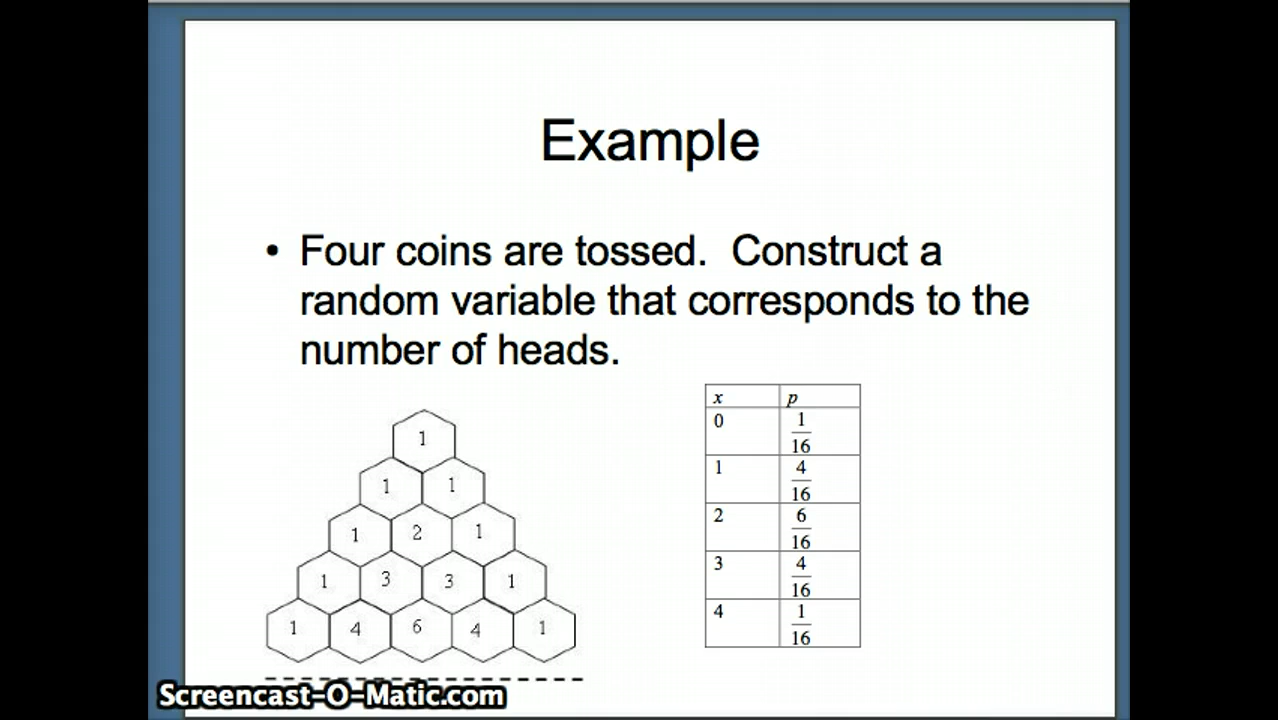 Example
• Four coins are tossed.  Construct a
random variable that corresponds to the
number of heads.
1
1 1
1 2 1
1 3 3 1
1 4 6 4 1
x p
0 1/16
1 4/16
2 6/16
3 4/16
4 1/16
Screencast-O-Matic.com